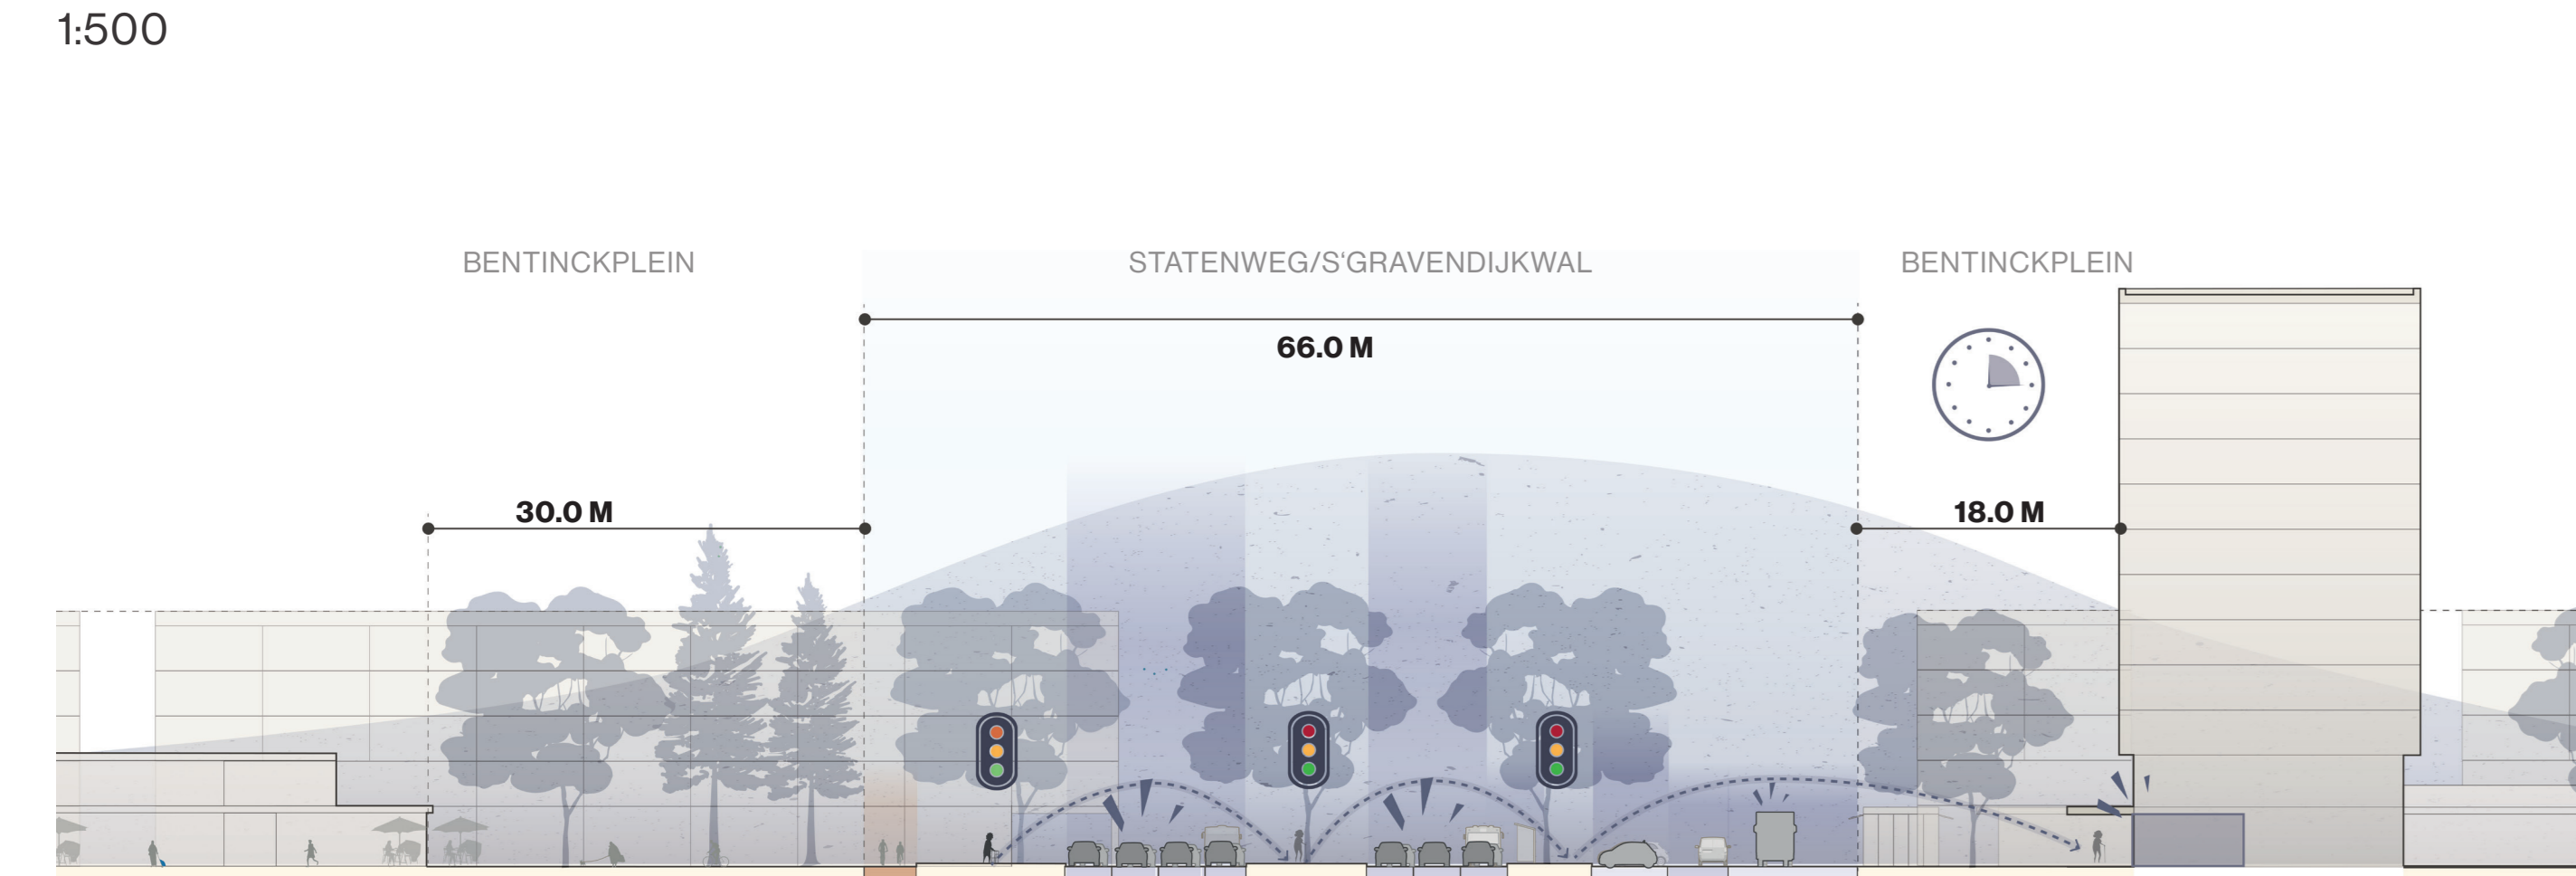 1:500
BENTINCKPLEIN
STATENWEG/S‘GRAVENDIJKWAL
BENTINCKPLEIN
66.0 M
30.0 M
18.0 M